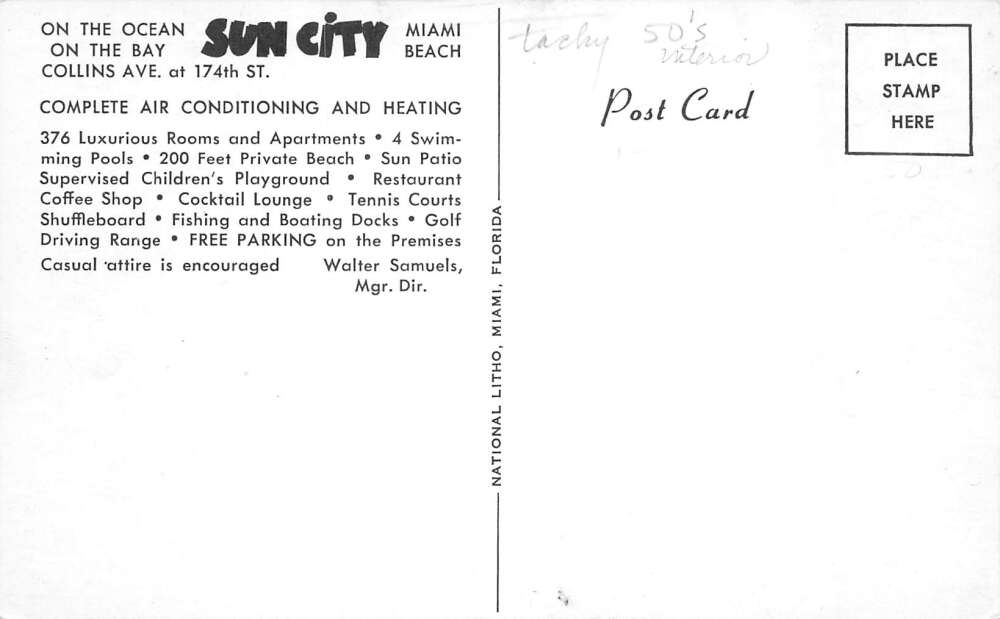 ON THE OCEAN
ON THE BAY
SUN CiTY
MIAMI
BEACH
COLLINS AVE. at 174th ST.
COMPLETE AIR CONDITIONING AND HEATING
376 Luxurious Rooms and Apartments • 4 Swim-
ming Pools • 200 Feet Private Beach • Sun Patio
Supervised Children's Playground • Restaurant
Coffee Shop • Cocktail Lounge • Tennis Courts
Shuffleboard • Fishing and Boating Docks • Golf
Driving Range • FREE PARKING on the Premises
Casual attire is encouraged Walter Samuels,
Mgr. Dir.
NATIONAL LITHO, MIAMI, FLORIDA
tacky 50's
interior
Post Card
PLACE
STAMP
HERE